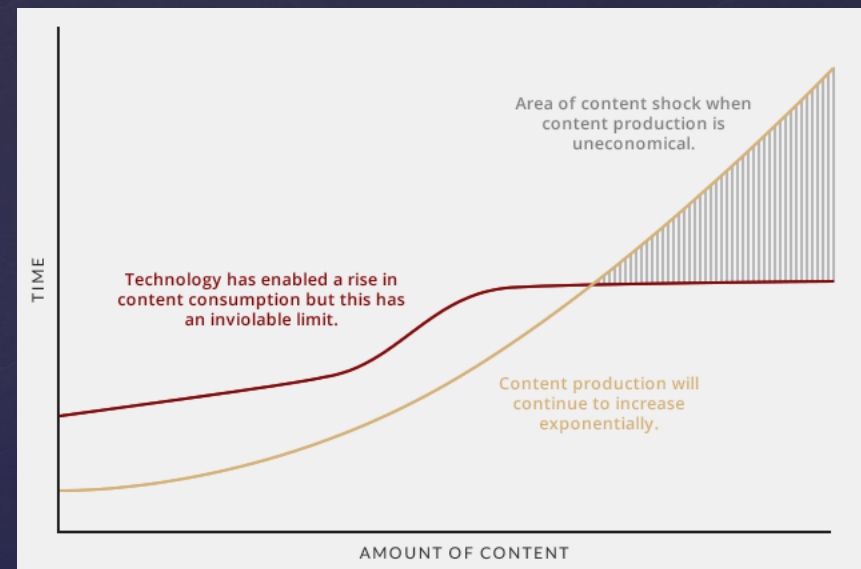 Area of content shock when
content production is
uneconomical.
Technology has enabled a rise in
content consumption but this has
an inviolable limit.
TIME
Content production will
continue to increase
exponentially.
AMOUNT OF CONTENT